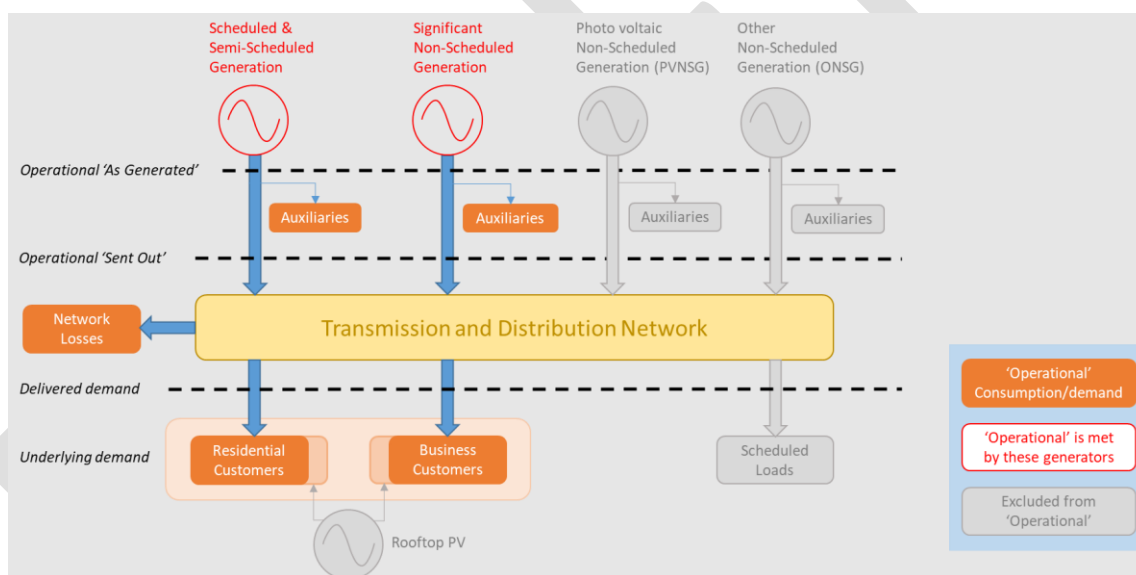 Scheduled &
Semi-Scheduled
Generation
Significant
Non-Scheduled
Generation
Photo voltaic
Non-Scheduled
Generation (PVNSG)
Other
Non-Scheduled
Generation (ONSG)
Operational ‘As Generated’
Auxiliaries
Auxiliaries
Auxiliaries
Auxiliaries
Operational ‘Sent Out’
Network
Losses
Transmission and Distribution Network
Delivered demand
Underlying demand
Residential
Customers
Business
Customers
Scheduled
Loads
Rooftop PV
‘Operational’
Consumption/demand
‘Operational’ is met
by these generators
Excluded from
‘Operational’